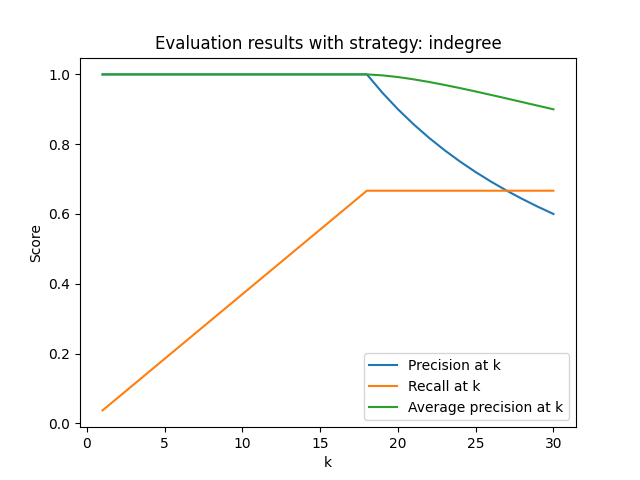 Evaluation results with strategy: indegree
1.0
0.8
0.6
0.4
0.2
0.0
Score
0 5 10 15 20 25 30
k
Precision at k
Recall at k
Average precision at k